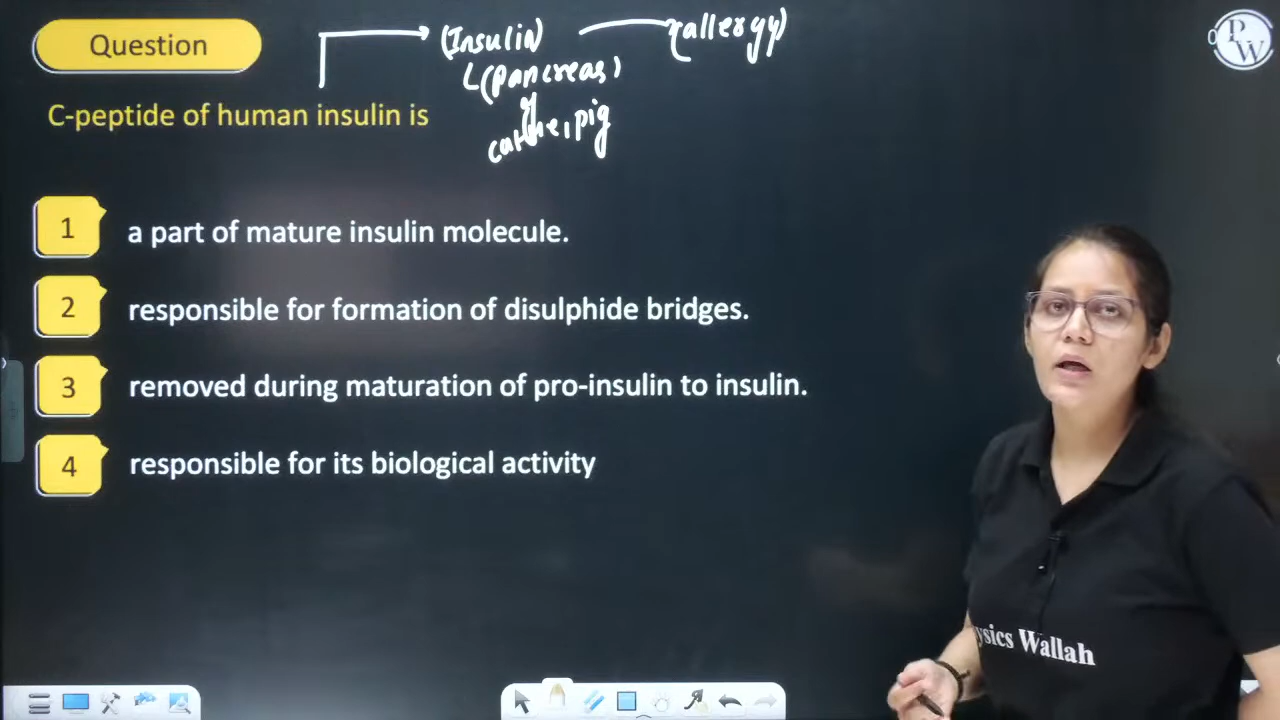 Question
(Insulin) (allergy)
(Pancreas)
of
cattle, pig
PW
C-peptide of human insulin is
1 a part of mature insulin molecule.
2 responsible for formation of disulphide bridges.
3 removed during maturation of pro-insulin to insulin.
4 responsible for its biological activity
ysics Wallah